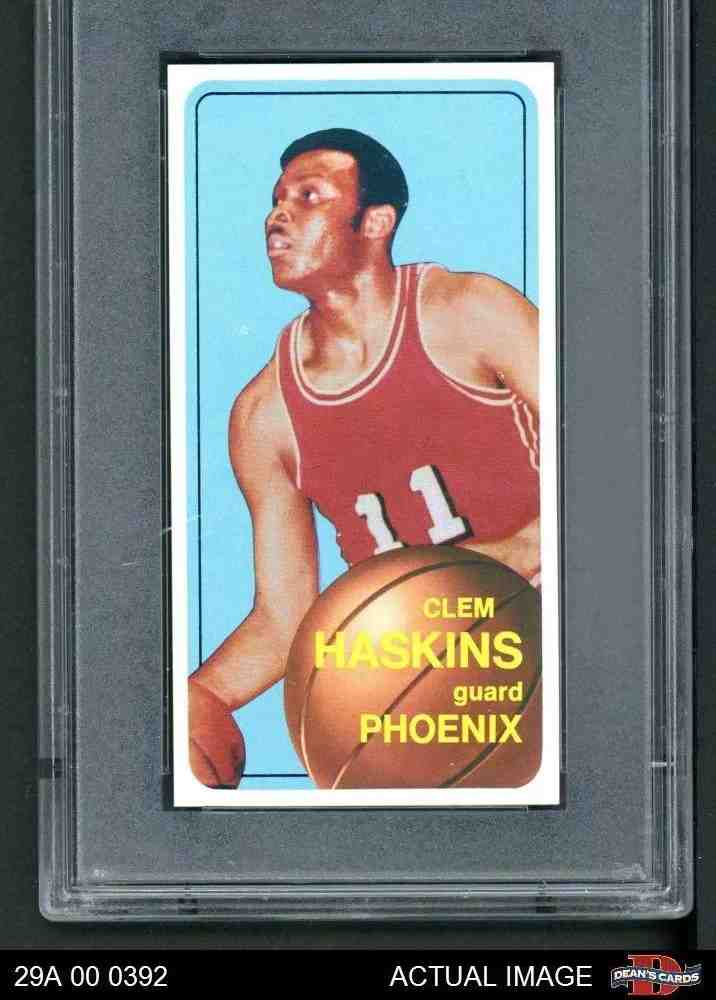 11
CLEM
HASKINS
guard
PHOENIX
29A 00 0392
ACTUAL IMAGE
DEAN'S CARDS